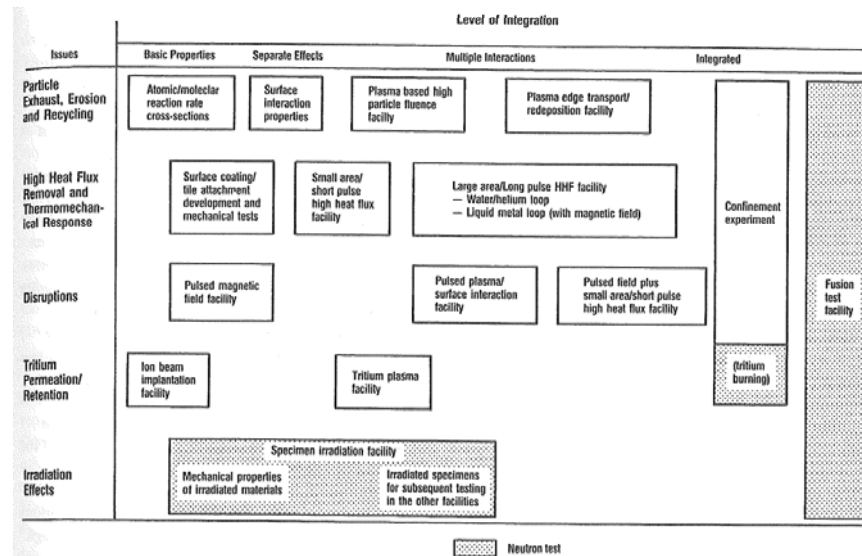 Level of Integration
Issues
Basic Properties
Separate Effects
Multiple Interactions
Integrated
Particle
Exhaust, Erosion
and Recycling
Atomic/moleclar
reaction rate
cross-sections
Surface
interaction
properties
Plasma based high
particle fluence
facilly
Plasma edge transport/
redeposition facility
High Heat Flux
Removal and
Thermomechan-
ical Response
Surface coating/
tile attachment
development and
mechanical tests
Small area/
short pulse
high heat flux
facility
Large area/Long pulse HHF facility
— Water/helium loop
— Liquid metal loop (with magnetic field)
Confinement
experiment
Disruptions
Pulsed magnetic
field facility
Pulsed plasma/
surface interaction
facility
Pulsed field plus
small area/short pulse
high heat flux facility
Fusion
test
facility
Tritium
Permeation/
Retention
Ion beam
implantation
facility
Tritium plasma
facility
(tritium
burning)
Irradiation
Effects
Specimen irradiation facility
Mechanical properties
of irradiated materials
Irradiated specimens
for subsequent testing
in the other facilities
Neutron test